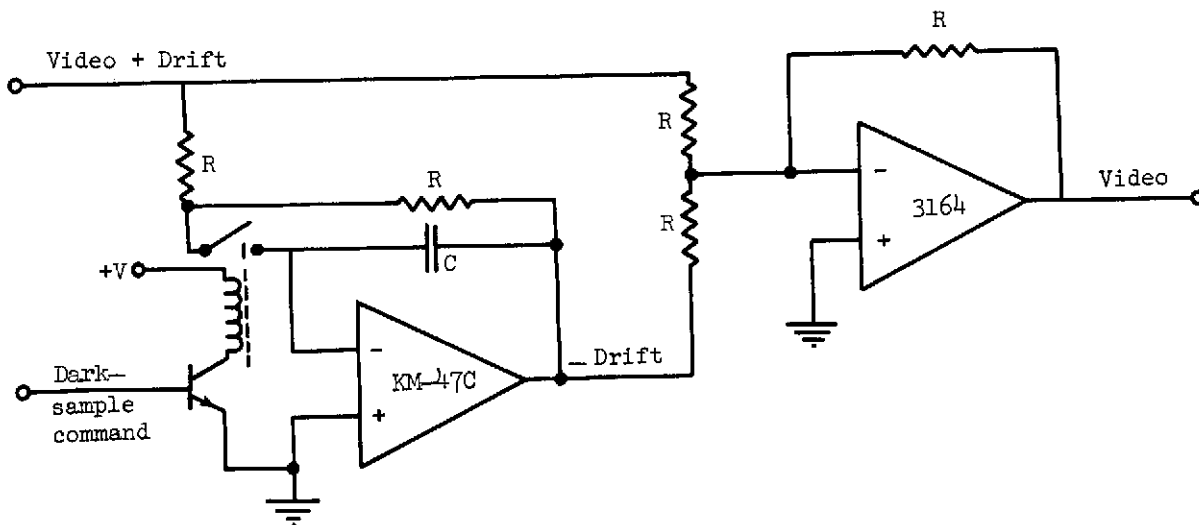 Video + Drift
R
R
R
R
R
C
+V
- +
KM-47C
- Drift
Dark-
sample
command
- +
3164
Video